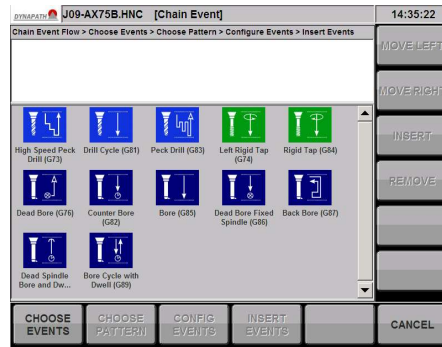 DYNAPATH J09-AX75B.HNC [Chain Event] 14:35:22
Chain Event Flow > Choose Events > Choose Pattern > Configure Events > Insert Events
MOVE LEFT
MOVE RIGHT
INSERT
REMOVE
High Speed Peck
Drill (G73)
Drill Cycle (G81)
Peck Drill (G83)
Left Rigid Tap
(G74)
Rigid Tap (G84)
Dead Bore (G76)
Counter Bore
(G82)
Bore (G85)
Dead Bore Fixed
Spindle (G86)
Back Bore (G87)
Dead Spindle
Bore and Dw...
Bore Cycle with
Dwell (G89)
CHOOSE
EVENTS
CHOOSE
PATTERN
CONFIG
EVENTS
INSERT
EVENTS
CANCEL